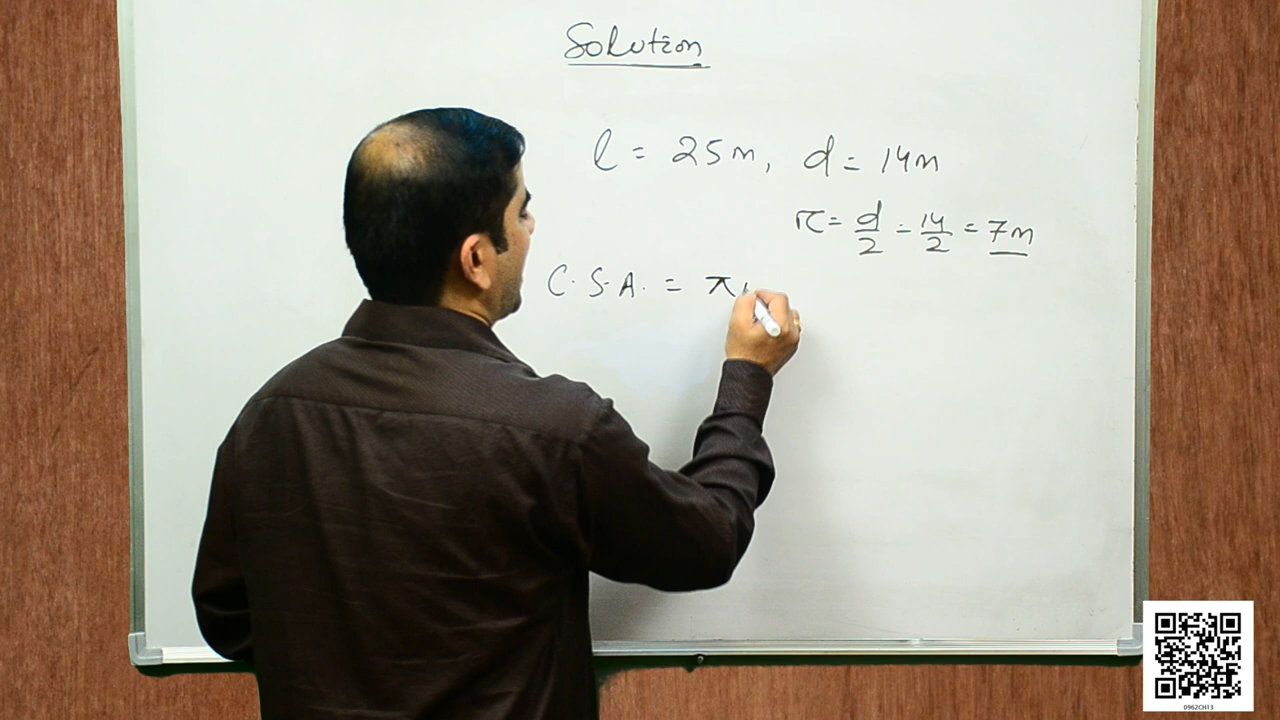 Solution
l = 25m, d = 14m
r = d/2 = 14/2 = 7m
C.S.A. = π
0962CH13